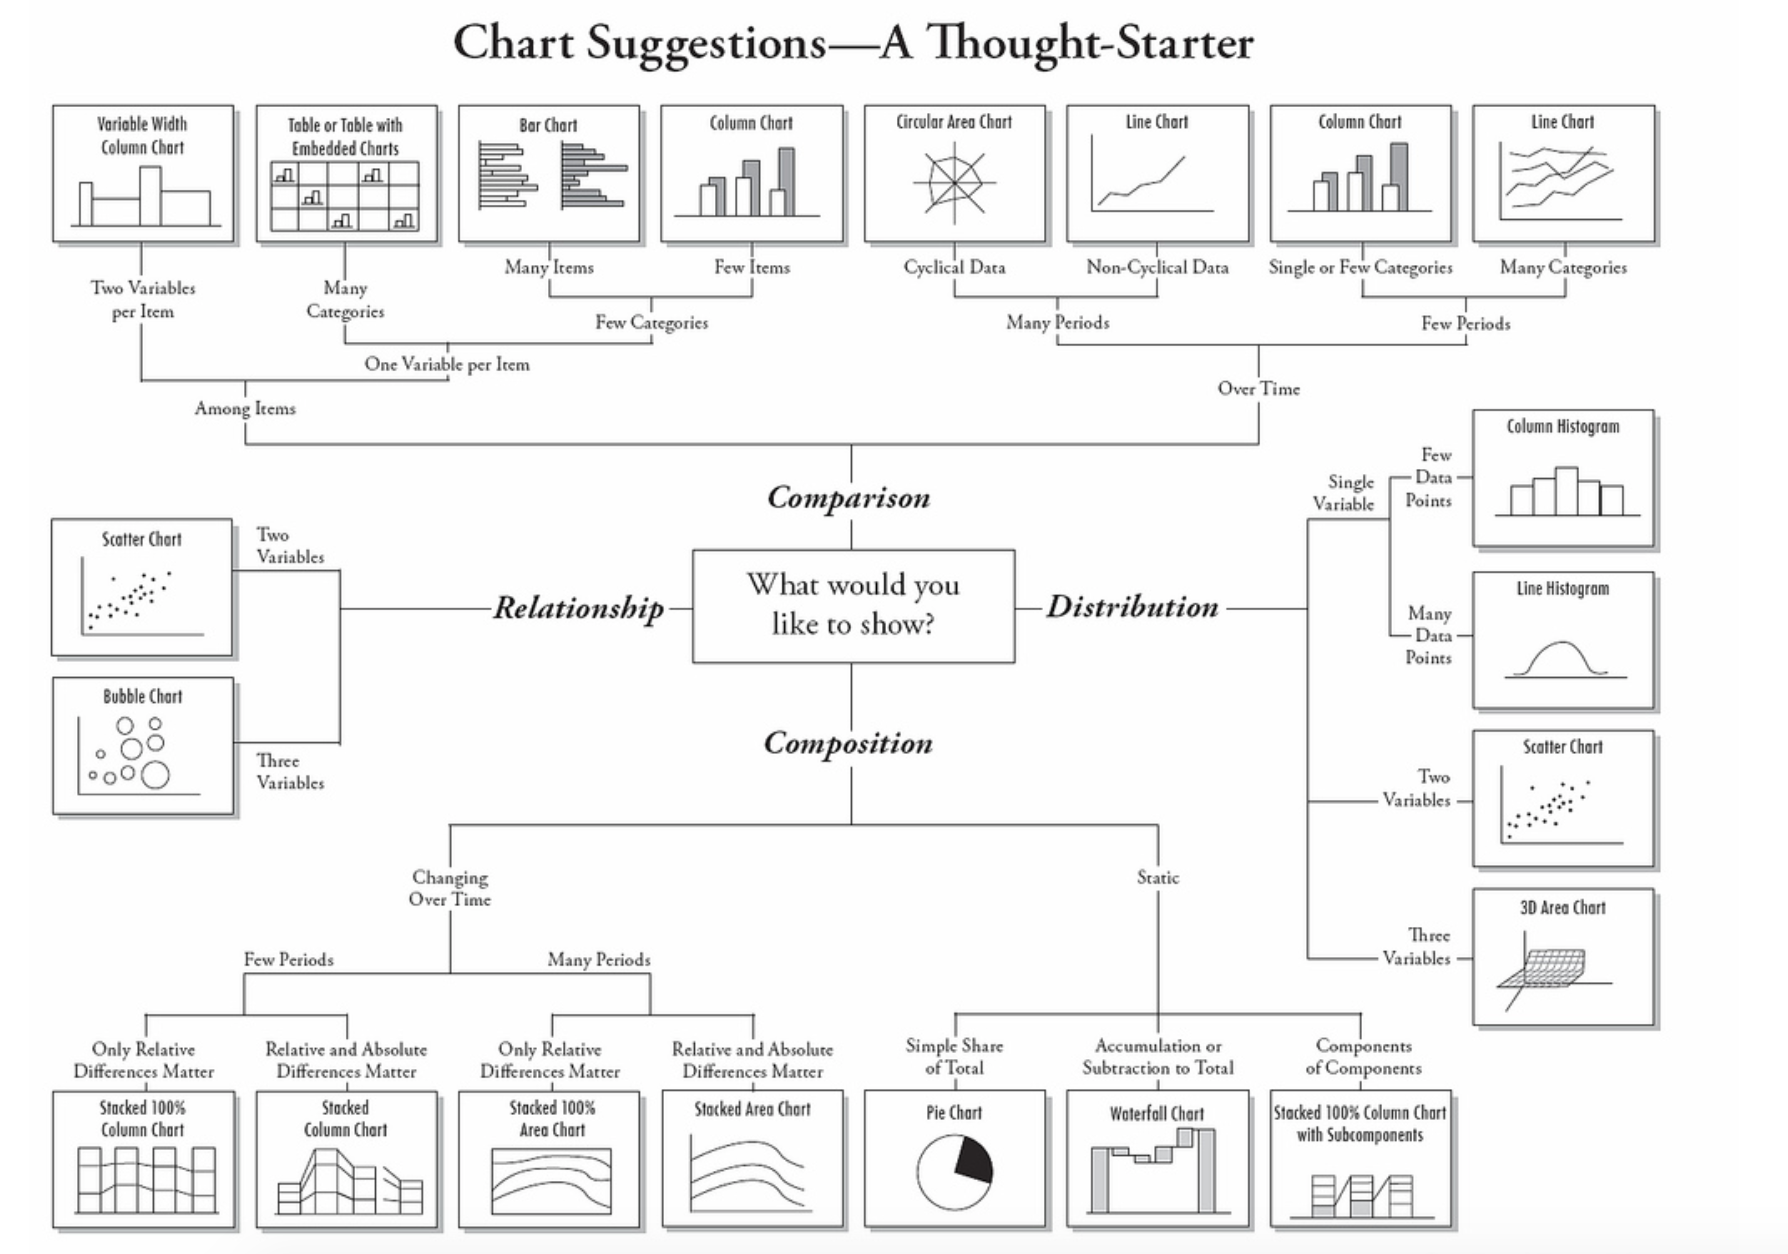 Chart Suggestions—A Thought-Starter
Variable Width
Column Chart
Table or Table with
Embedded Charts
Bar Chart
Column Chart
Circular Area Chart
Line Chart
Column Chart
Line Chart
Two Variables
per Item
Many
Categories
Many Items
Few Items
Cyclical Data
Non-Cyclical Data
Single or Few Categories
Many Categories
Few Categories
Many Periods
Few Periods
One Variable per Item
Among Items
Over Time
Comparison
What would you
like to show?
Relationship
Two
Variables
Scatter Chart
Three
Variables
Bubble Chart
Distribution
Single
Variable
Few
Data
Points
Column Histogram
Many
Data
Points
Line Histogram
Two
Variables
Scatter Chart
Three
Variables
3D Area Chart
Composition
Changing
Over Time
Static
Few Periods
Many Periods
Only Relative
Differences Matter
Relative and Absolute
Differences Matter
Only Relative
Differences Matter
Relative and Absolute
Differences Matter
Simple Share
of Total
Accumulation or
Subtraction to Total
Components
of Components
Stacked 100%
Column Chart
Stacked
Column Chart
Stacked 100%
Area Chart
Stacked Area Chart
Pie Chart
Waterfall Chart
Stacked 100% Column Chart
with Subcomponents